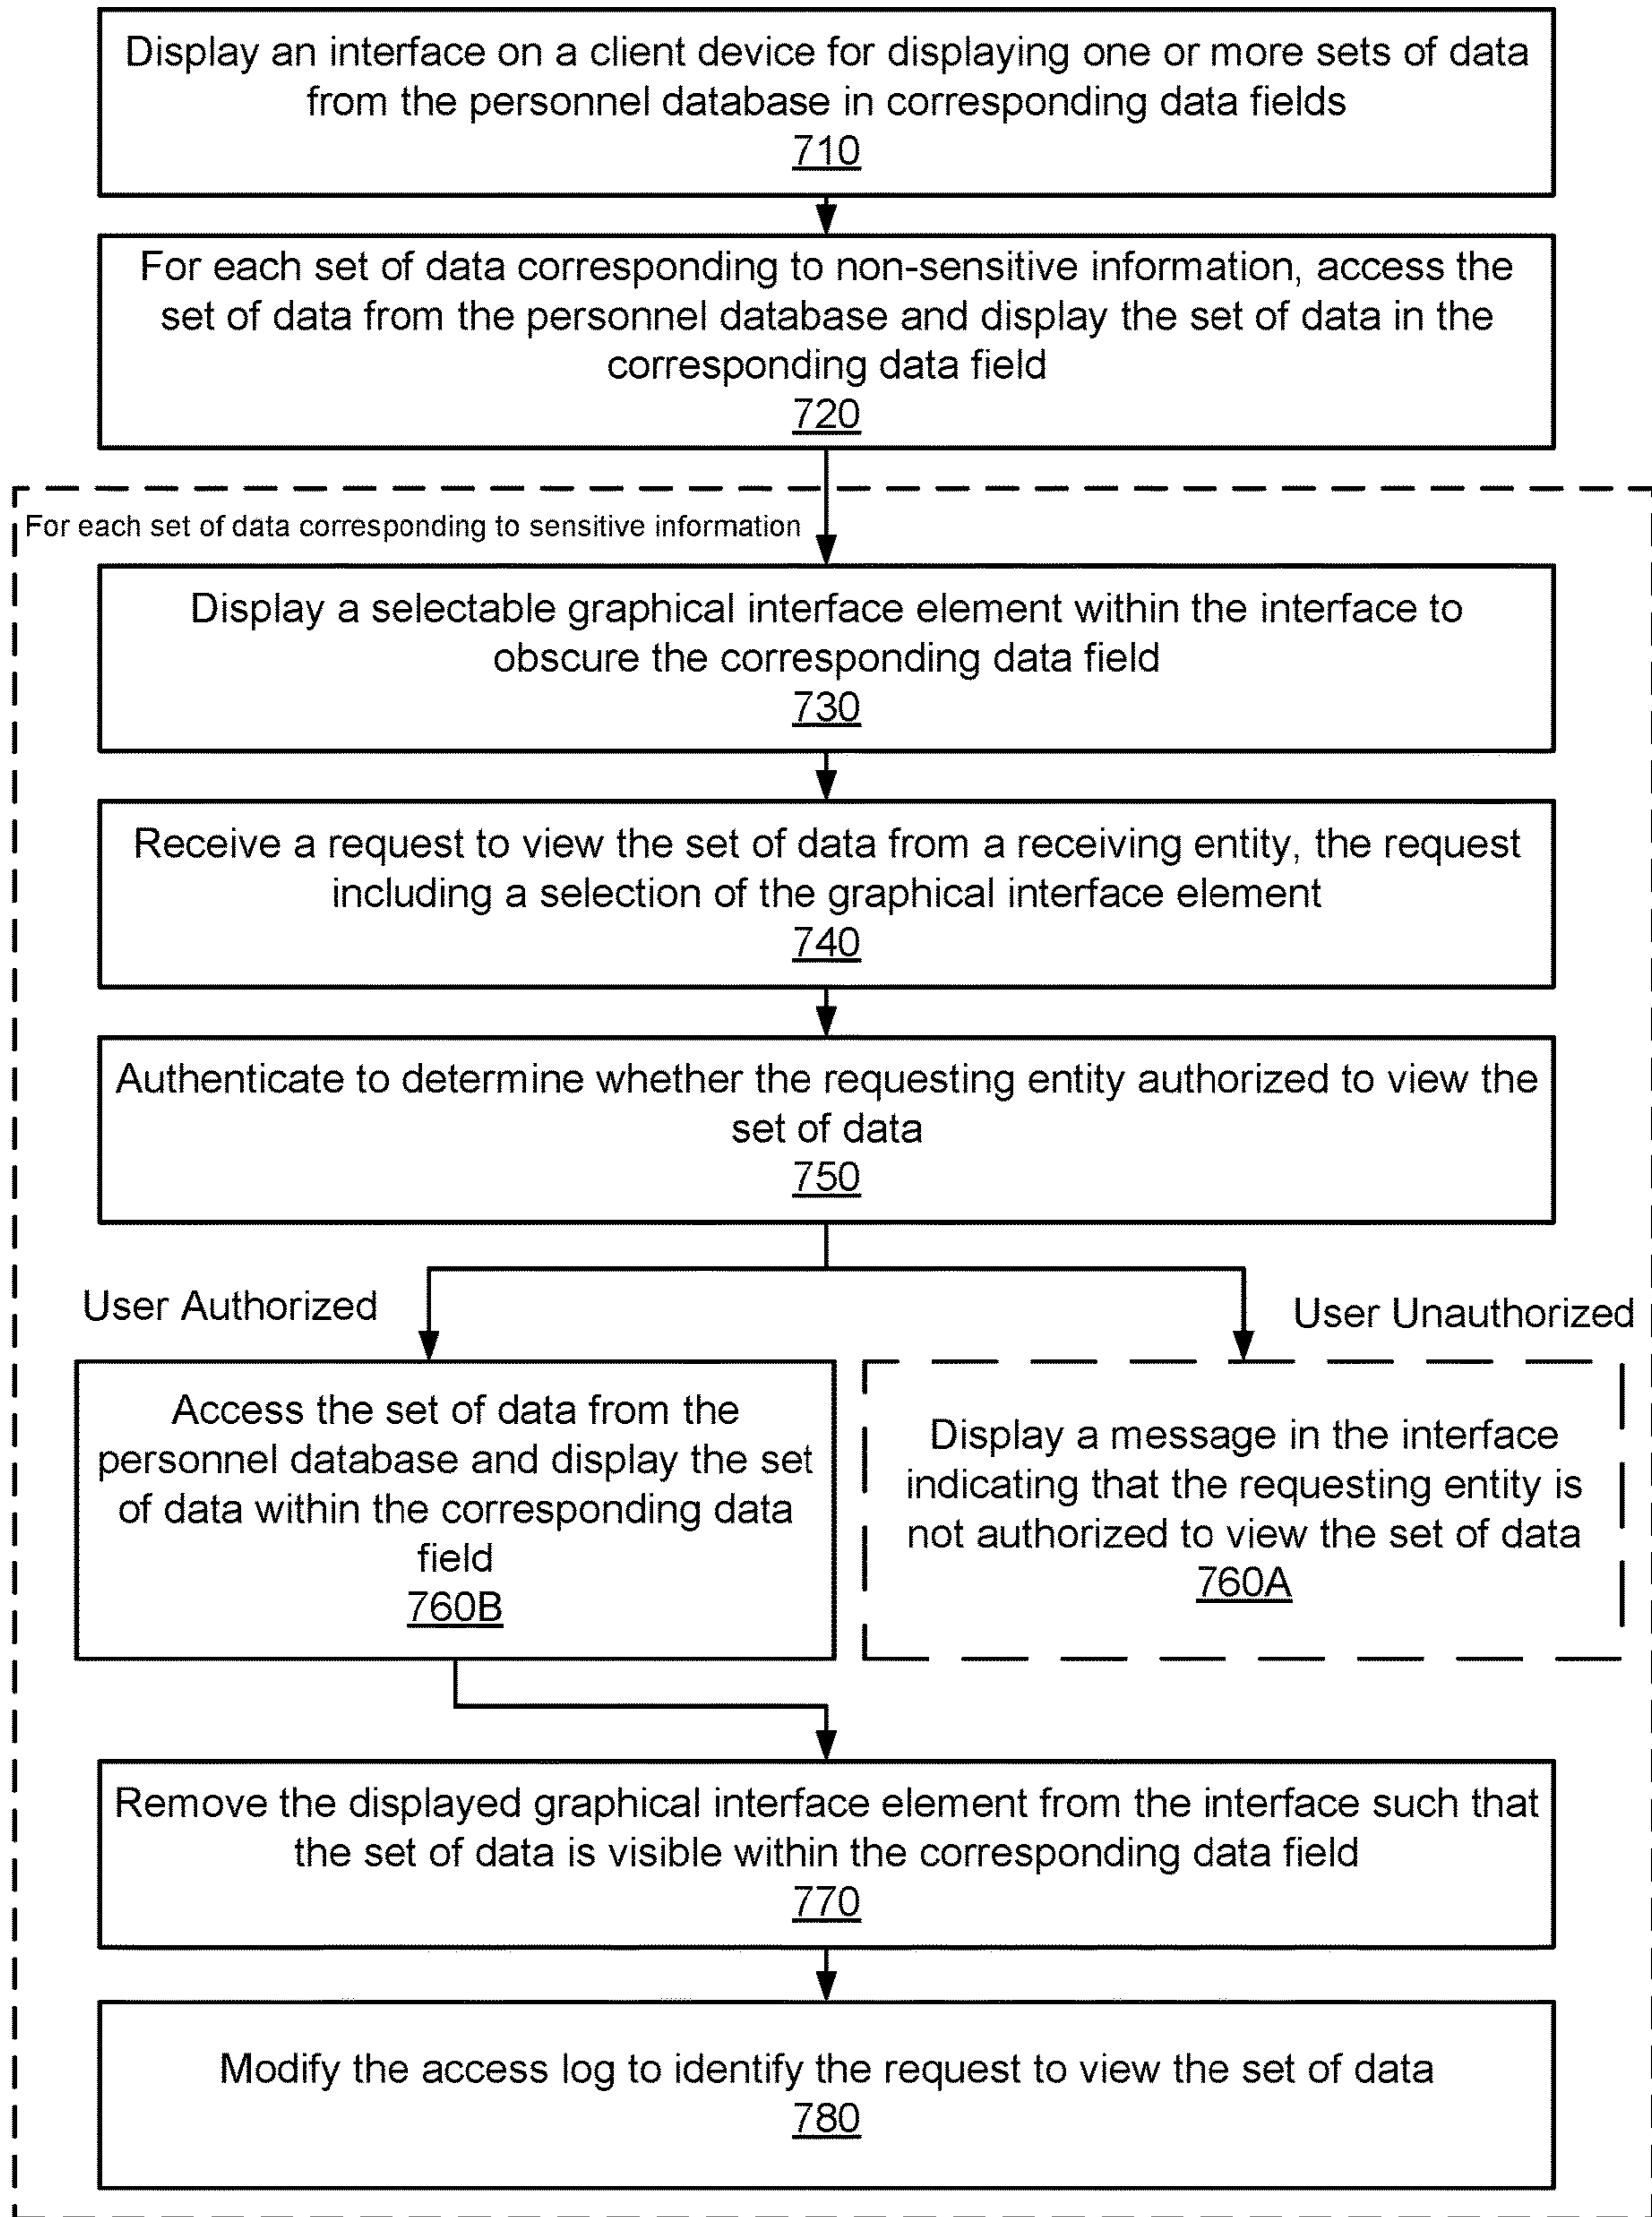 Display an interface on a client device for displaying one or more sets of data
from the personnel database in corresponding data fields
710
For each set of data corresponding to non-sensitive information, access the
set of data from the personnel database and display the set of data in the
corresponding data field
720
For each set of data corresponding to sensitive information
Display a selectable graphical interface element within the interface to
obscure the corresponding data field
730
Receive a request to view the set of data from a receiving entity, the request
including a selection of the graphical interface element
740
Authenticate to determine whether the requesting entity authorized to view the
set of data
750
User Authorized
User Unauthorized
Access the set of data from the
personnel database and display the set
of data within the corresponding data
field
760B
Display a message in the interface
indicating that the requesting entity is
not authorized to view the set of data
760A
Remove the displayed graphical interface element from the interface such that
the set of data is visible within the corresponding data field
770
Modify the access log to identify the request to view the set of data
780